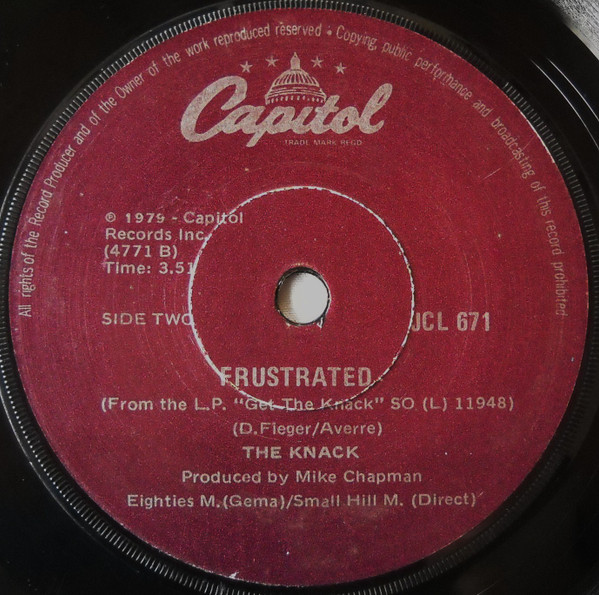 All rights of the Record Producer and of the Owner of the work reproduced reserved • Copying, public performance and broadcasting of this record prohibited
Capitol
TRADE MARK REGD
℗ 1979 - Capitol
Records Inc.
(4771 B)
Time: 3.51
SIDE TWO
JCL 671
FRUSTRATED
(From the L.P. "Get The Knack" SO (L) 11948)
(D.Fieger/Averre)
THE KNACK
Produced by Mike Chapman
Eighties M.(Gema)/Small Hill M. (Direct)